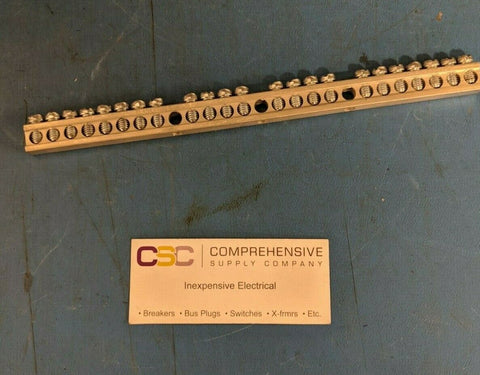 CSC COMPREHENSIVE
SUPPLY COMPANY
Inexpensive Electrical
• Breakers • Bus Plugs • Switches • X-frmrs • Etc.